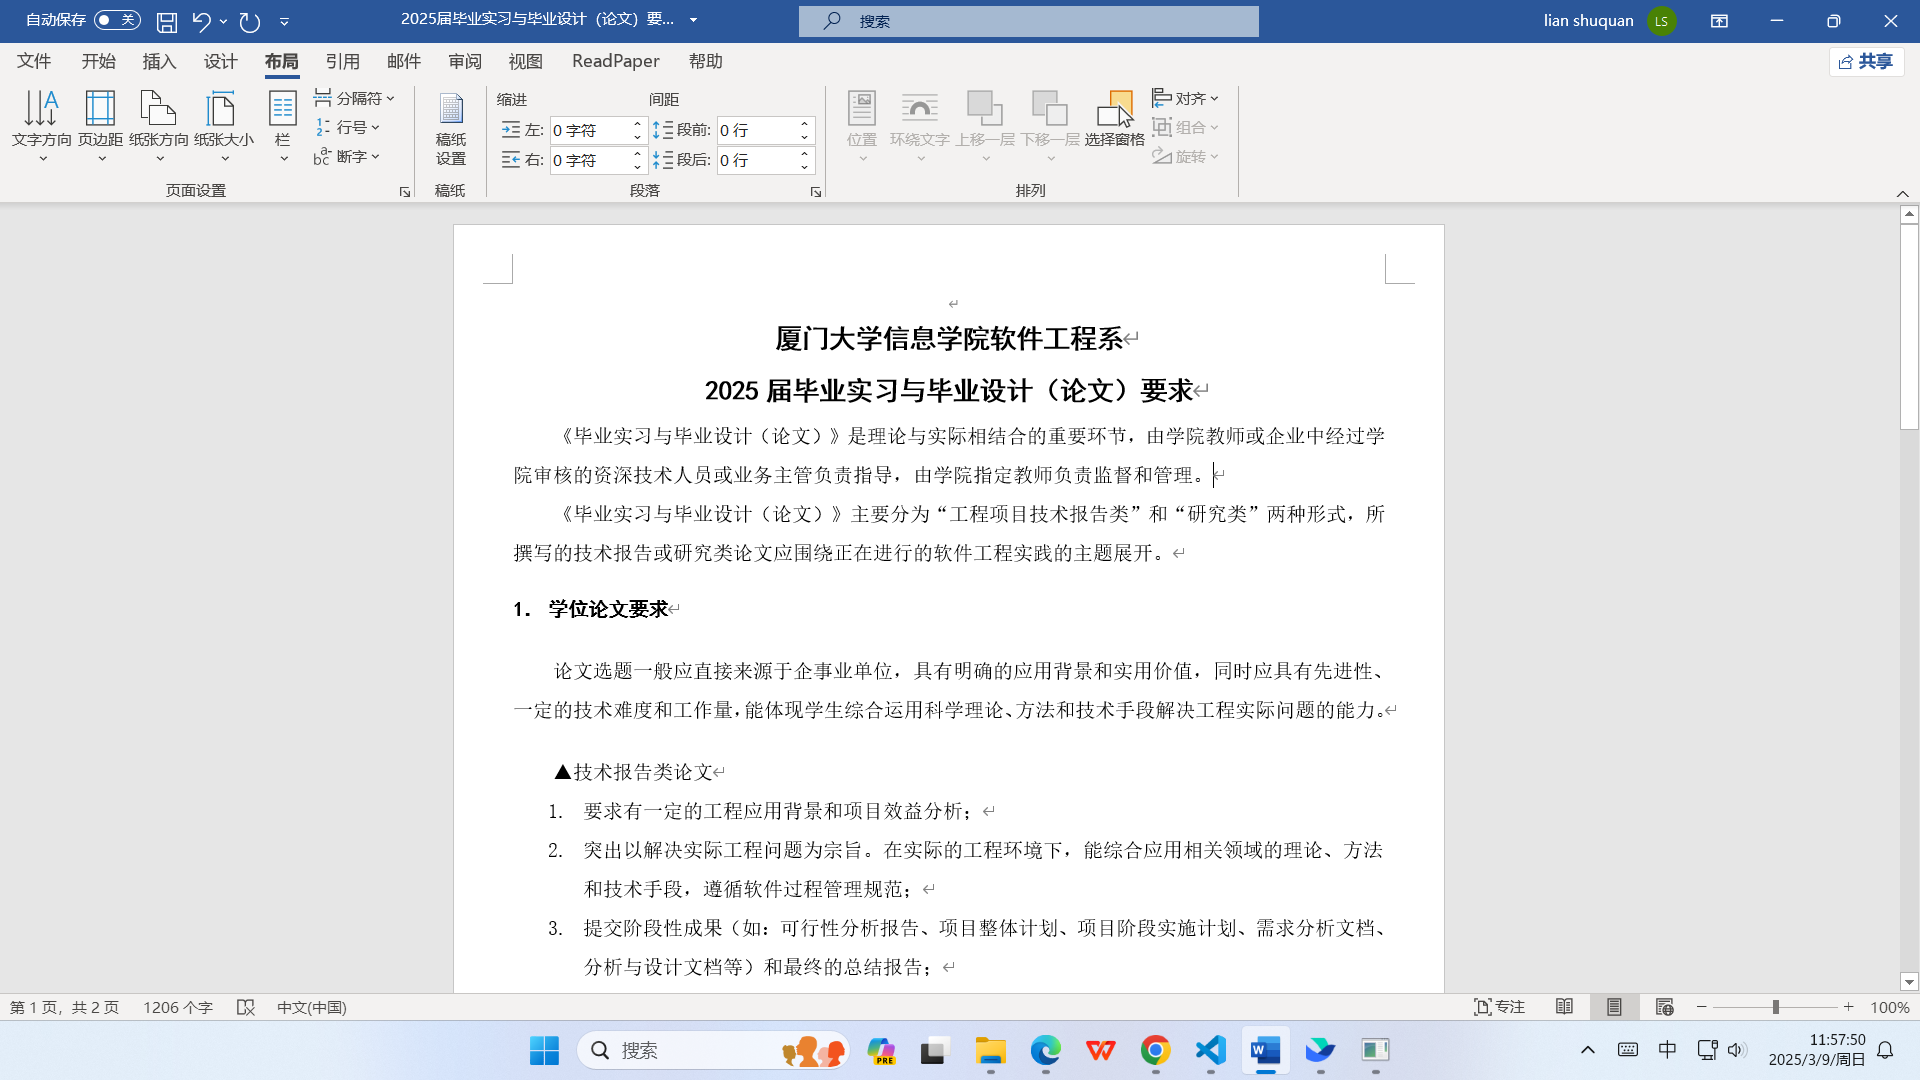 自动保存 关 2025届毕业实习与毕业设计（论文）要... 搜索 lian shuquan LS
文件 开始 插入 设计 布局 引用 邮件 审阅 视图 ReadPaper 帮助 共享
文字方向 页边距 纸张方向 纸张大小 栏
分隔符
行号
断字
页面设置
稿纸
设置
稿纸
缩进 间距
左: 0 字符 段前: 0 行
右: 0 字符 段后: 0 行
段落
位置 环绕文字 上移一层 下移一层 选择窗格
对齐
组合
旋转
排列
厦门大学信息学院软件工程系
2025 届毕业实习与毕业设计（论文）要求
《毕业实习与毕业设计（论文）》是理论与实际相结合的重要环节，由学院教师或企业中经过学
院审核的资深技术人员或业务主管负责指导，由学院指定教师负责监督和管理。
《毕业实习与毕业设计（论文）》主要分为“工程项目技术报告类”和“研究类”两种形式，所
撰写的技术报告或研究类论文应围绕正在进行的软件工程实践的主题展开。
1. 学位论文要求
论文选题一般应直接来源于企事业单位，具有明确的应用背景和实用价值，同时应具有先进性、
一定的技术难度和工作量，能体现学生综合运用科学理论、方法和技术手段解决工程实际问题的能力。
▲技术报告类论文
1. 要求有一定的工程应用背景和项目效益分析；
2. 突出以解决实际工程问题为宗旨。在实际的工程环境下，能综合应用相关领域的理论、方法
和技术手段，遵循软件过程管理规范；
3. 提交阶段性成果（如：可行性分析报告、项目整体计划、项目阶段实施计划、需求分析文档、
分析与设计文档等）和最终的总结报告；
第 1 页，共 2 页 1206 个字 中文(中国) 专注 100%
搜索 PRE 中 11:57:50
2025/3/9/周日